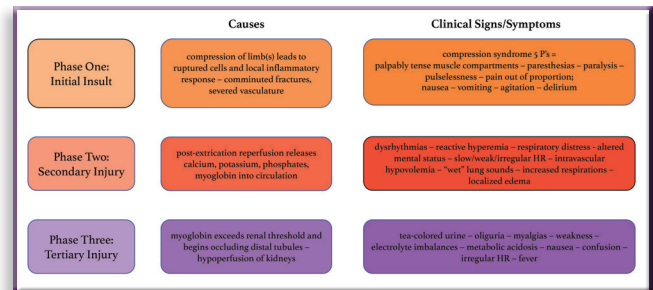 Causes
Clinical Signs/Symptoms
Phase One:
Initial Insult
compression of limb(s) leads to
ruptured cells and local inflammatory
response – comminuted fractures,
severed vasculature
compression syndrome 5 P's =
palpably tense muscle compartments – paresthesias – paralysis –
pulselessness – pain out of proportion;
nausea – vomiting – agitation – delirium
Phase Two:
Secondary Injury
post-extrication reperfusion releases
calcium, potassium, phosphates,
myoglobin into circulation
dysrhythmias – reactive hyperemia – respiratory distress - altered
mental status – slow/weak/irregular HR – intravascular
hypovolemia – "wet" lung sounds – increased respirations –
localized edema
Phase Three:
Tertiary Injury
myoglobin exceeds renal threshold and
begins occluding distal tubules –
hypoperfusion of kidneys
tea-colored urine – oliguria – myalgias – weakness–
electrolyte imbalances – metabolic acidosis – nausea – confusion –
irregular HR – fever